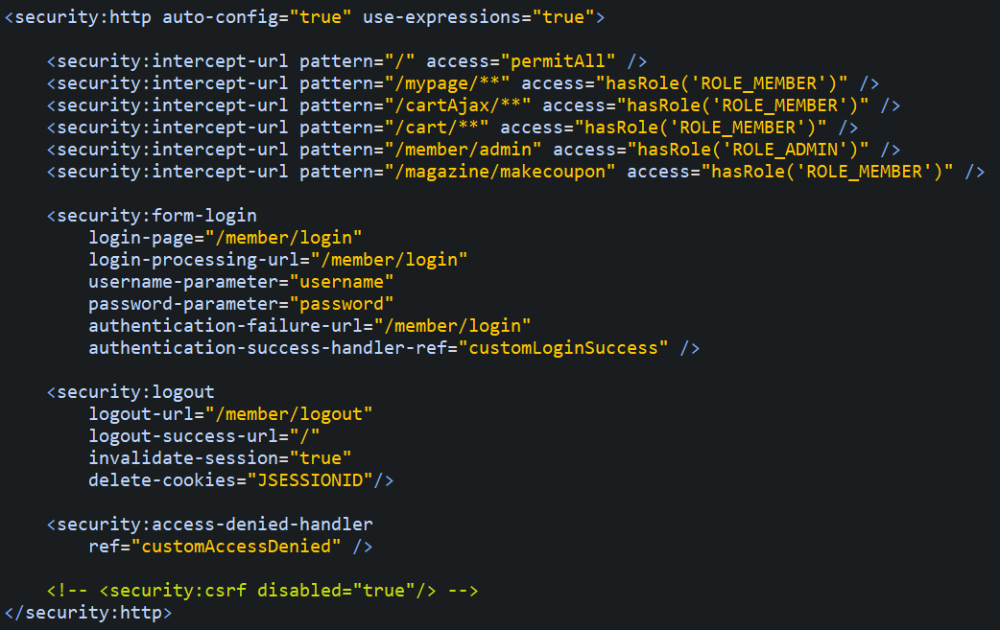 <security:http auto-config="true" use-expressions="true">
<security:intercept-url pattern="/" access="permitAll" />
<security:intercept-url pattern="/mypage/**" access="hasRole('ROLE_MEMBER')" />
<security:intercept-url pattern="/cartAjax/**" access="hasRole('ROLE_MEMBER')" />
<security:intercept-url pattern="/cart/**" access="hasRole('ROLE_MEMBER')" />
<security:intercept-url pattern="/member/admin" access="hasRole('ROLE_ADMIN')" />
<security:intercept-url pattern="/magazine/makecoupon" access="hasRole('ROLE_MEMBER')" />
<security:form-login
login-page="/member/login"
login-processing-url="/member/login"
username-parameter="username"
password-parameter="password"
authentication-failure-url="/member/login"
authentication-success-handler-ref="customLoginSuccess" />
<security:logout
logout-url="/member/logout"
logout-success-url="/"
invalidate-session="true"
delete-cookies="JSESSIONID"/>
<security:access-denied-handler
ref="customAccessDenied" />
<!-- <security:csrf disabled="true"/> -->
</security:http>